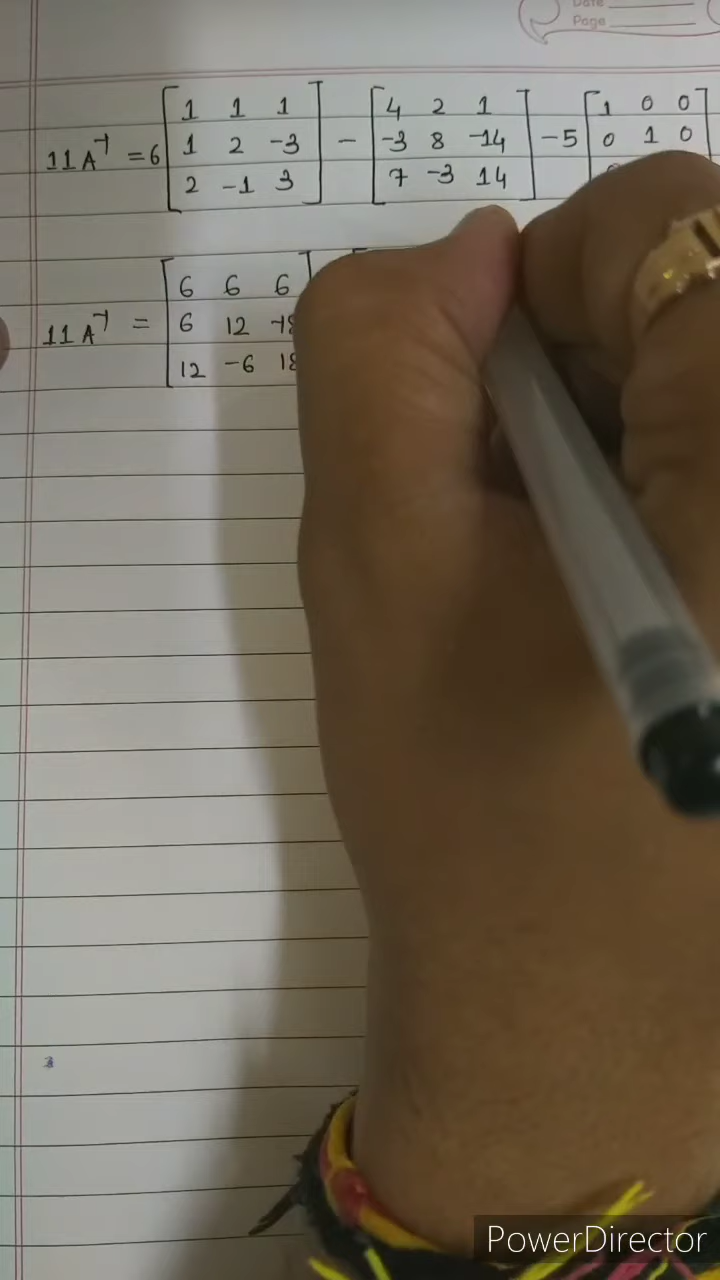 Date
Page
11A⁻¹ = 6 [1 1 1; 1 2 -3; 2 -1 3] - [4 2 1; -3 8 -14; 7 -3 14] -5 [1 0 0; 0 1 0;
11A⁻¹ = [6 6 6; 6 12 -18; 12 -6 18
PowerDirector